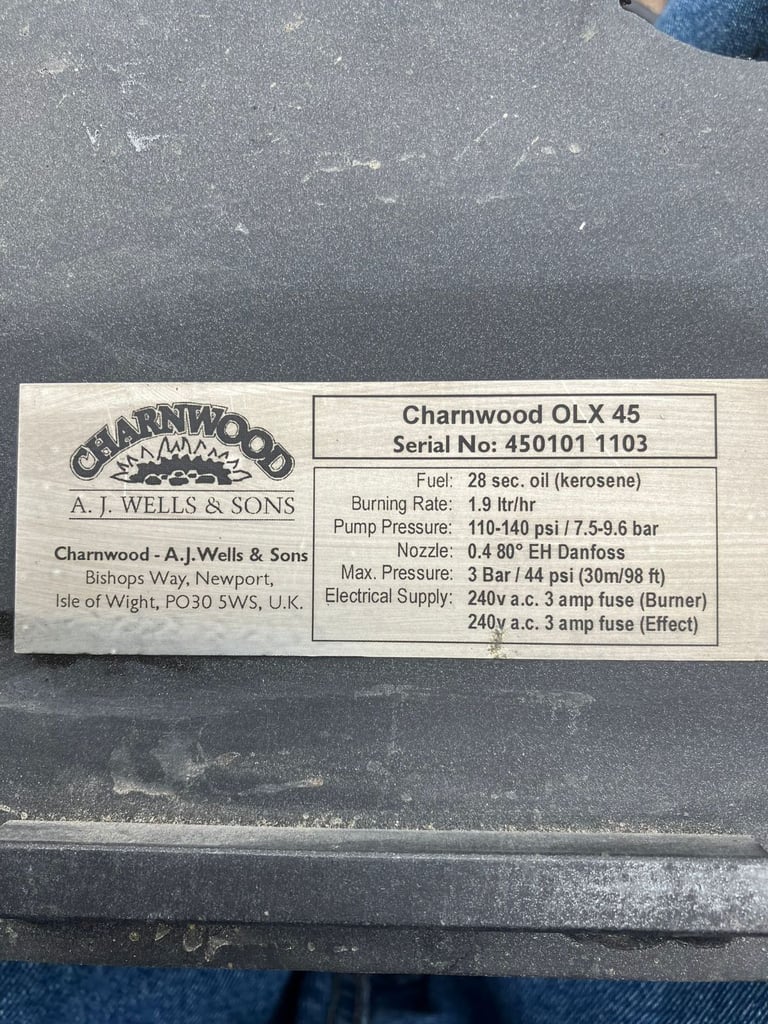 CHARNWOOD
A. J. WELLS & SONS
Charnwood - A.J.Wells & Sons
Bishops Way, Newport,
Isle of Wight, PO30 5WS, U.K.
Charnwood OLX 45
Serial No: 450101 1103
Fuel: 28 sec. oil (kerosene)
Burning Rate: 1.9 ltr/hr
Pump Pressure: 110-140 psi / 7.5-9.6 bar
Nozzle: 0.4 80° EH Danfoss
Max. Pressure: 3 Bar / 44 psi (30m/98 ft)
Electrical Supply: 240v a.c. 3 amp fuse (Burner)
240v a.c. 3 amp fuse (Effect)